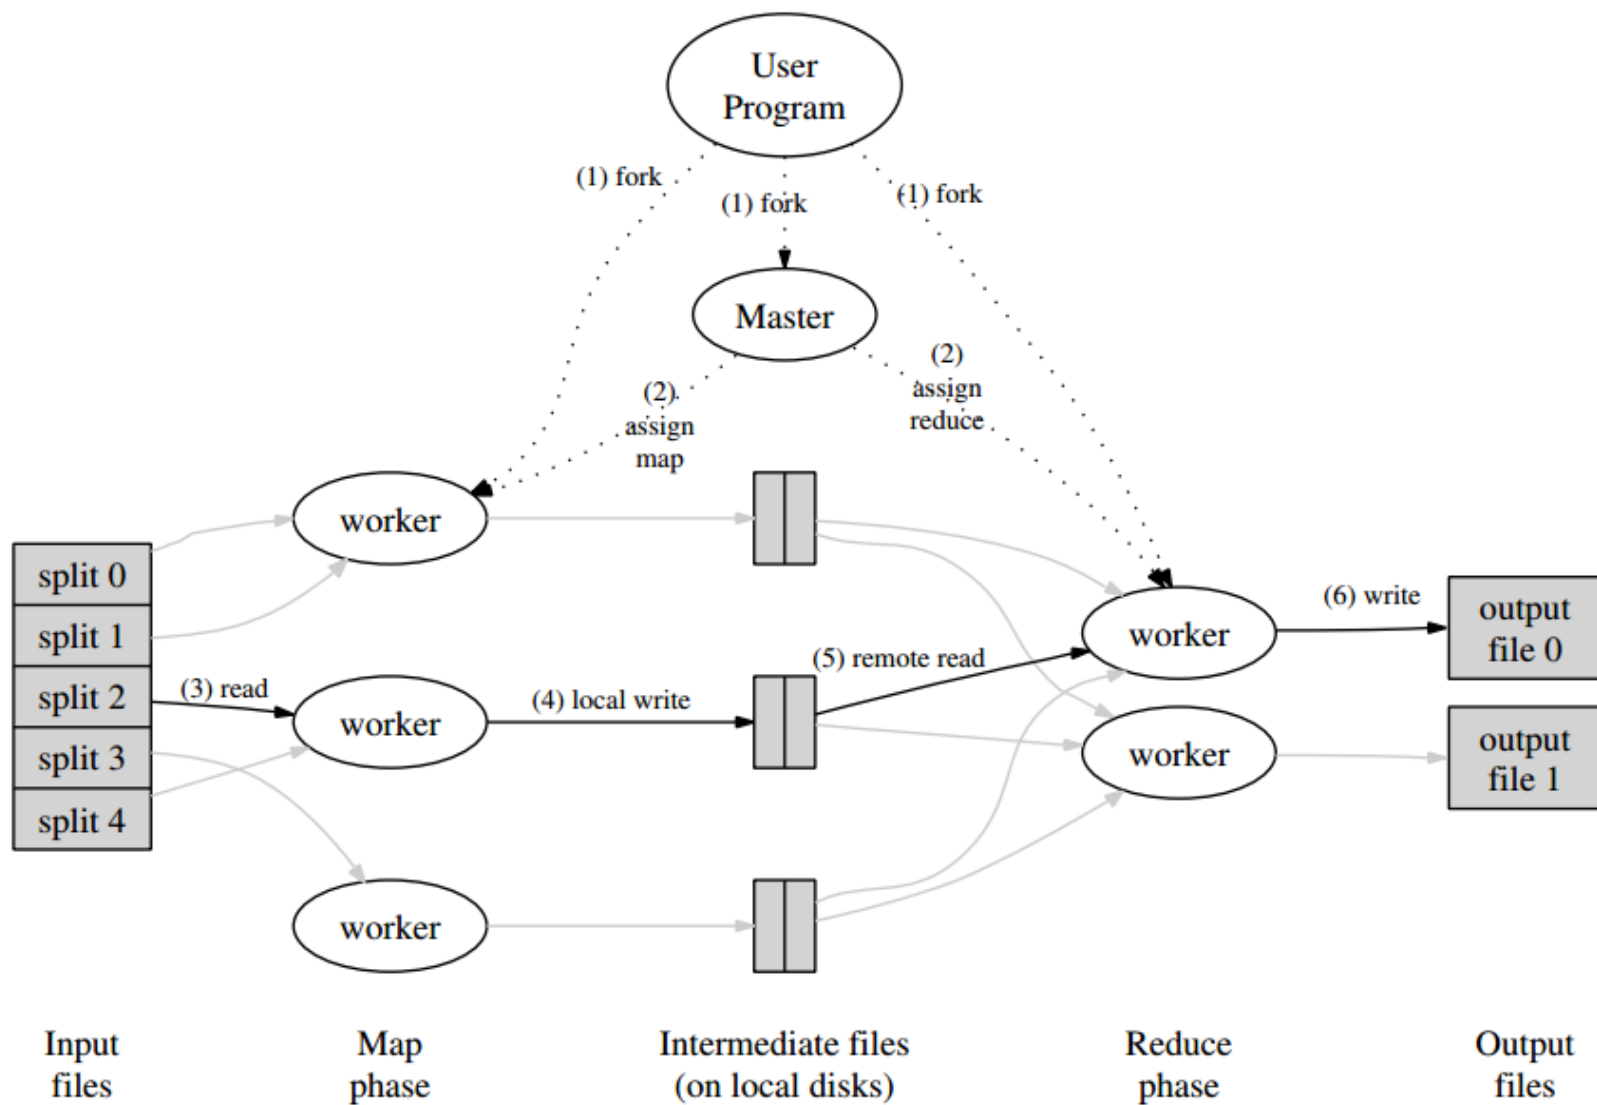 User
Program
(1) fork
(1) fork
(1) fork
Master
(2)
assign
map
(2)
assign
reduce
split 0
split 1
split 2
split 3
split 4
(3) read
worker
worker
worker
(4) local write
(5) remote read
worker
worker
(6) write
output
file 0
output
file 1
Input
files
Map
phase
Intermediate files
(on local disks)
Reduce
phase
Output
files